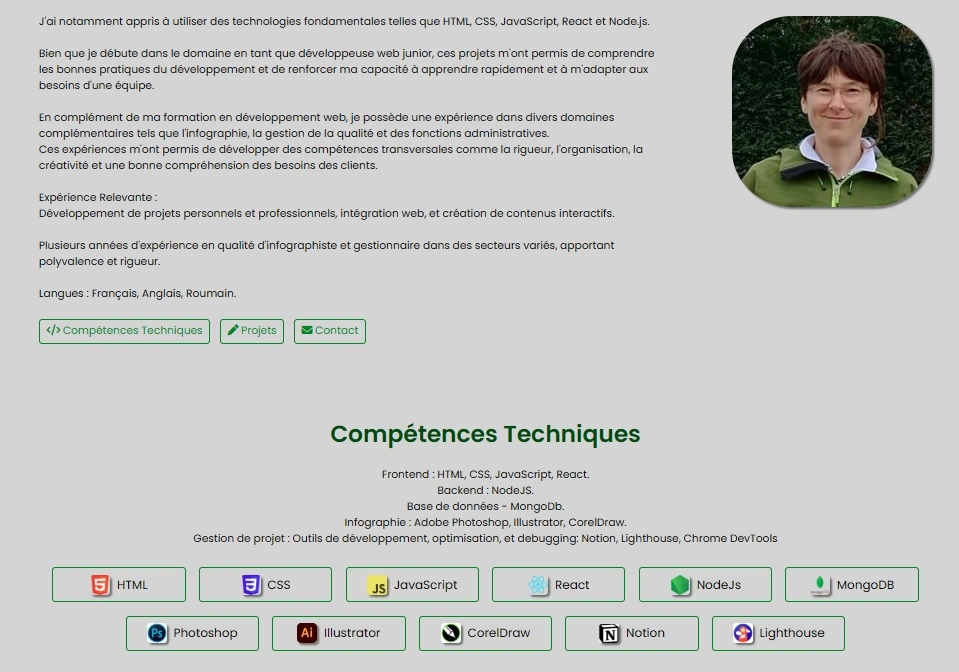 J'ai notamment appris à utiliser des technologies fondamentales telles que HTML, CSS, JavaScript, React et Node.js.
Bien que je débute dans le domaine en tant que développeuse web junior, ces projets m'ont permis de comprendre
les bonnes pratiques du développement et de renforcer ma capacité à apprendre rapidement et à m'adapter aux
besoins d'une équipe.
En complément de ma formation en développement web, je possède une expérience dans divers domaines
complémentaires tels que l'infographie, la gestion de la qualité et des fonctions administratives.
Ces expériences m'ont permis de développer des compétences transversales comme la rigueur, l'organisation, la
créativité et une bonne compréhension des besoins des clients.
Expérience Relevante :
Développement de projets personnels et professionnels, intégration web, et création de contenus interactifs.
Plusieurs années d'expérience en qualité d'infographiste et gestionnaire dans des secteurs variés, apportant
polyvalence et rigueur.
Langues : Français, Anglais, Roumain.
</> Compétences Techniques Projets Contact
Compétences Techniques
Frontend : HTML, CSS, JavaScript, React.
Backend : NodeJS.
Base de données - MongoDb.
Infographie : Adobe Photoshop, Illustrator, CorelDraw.
Gestion de projet : Outils de développement, optimisation, et debugging: Notion, Lighthouse, Chrome DevTools
5 HTML 3 CSS JS JavaScript React NodeJs MongoDB
Ps Photoshop Ai Illustrator CorelDraw N Notion Lighthouse